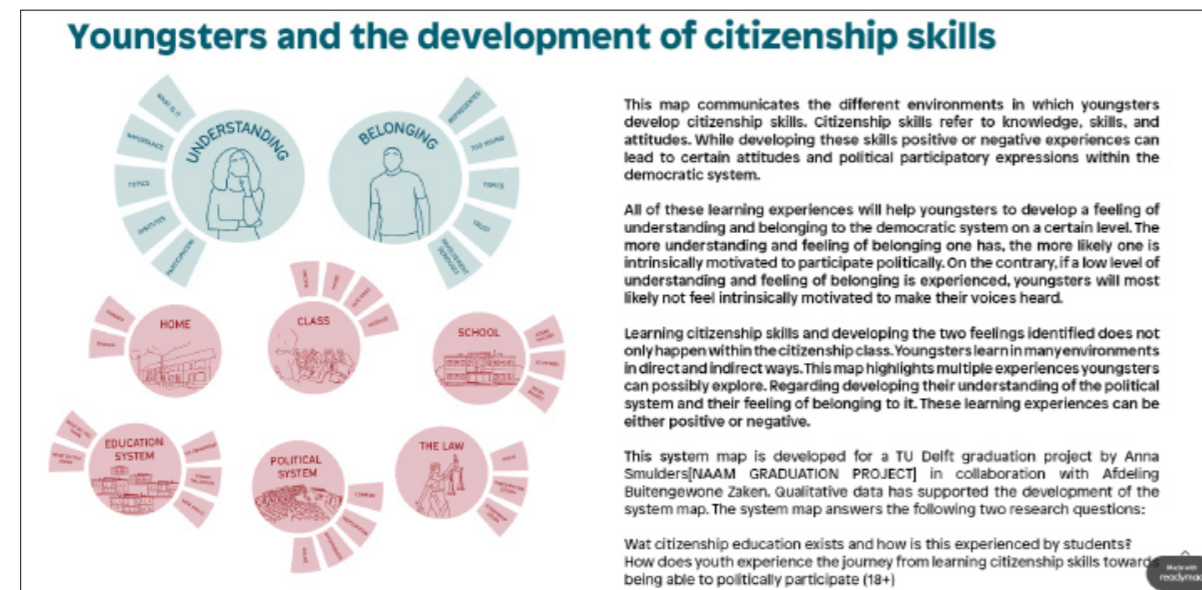 Youngsters and the development of citizenship skills
WHAT IS IT
IMPORTANCE
TOPICS
PARTICIPATION
UNDERSTANDING
BELONGING
REPRESENTED
TOO YOUNG
TOPICS
TRUST
HOME
CLASS
SCHOOL
EDUCATION
SYSTEM
POLITICAL
SYSTEM
THE LAW
This map communicates the different environments in which youngsters
develop citizenship skills. Citizenship skills refer to knowledge, skills, and
attitudes. While developing these skills positive or negative experiences can
lead to certain attitudes and political participatory expressions within the
democratic system.
All of these learning experiences will help youngsters to develop a feeling of
understanding and belonging to the democratic system on a certain level. The
more understanding and feeling of belonging one has, the more likely one is
intrinsically motivated to participate politically. On the contrary, if a low level of
understanding and feeling of belonging is experienced, youngsters will most
likely not feel intrinsically motivated to make their voices heard.
Learning citizenship skills and developing the two feelings identified does not
only happen within the citizenship class. Youngsters learn in many environments
in direct and indirect ways. This map highlights multiple experiences youngsters
can possibly explore. Regarding developing their understanding of the political
system and their feeling of belonging to it. These learning experiences can be
either positive or negative.
This system map is developed for a TU Delft graduation project by Anna
Smulders[NAAM GRADUATION PROJECT] in collaboration with Afdeling
Buitengewone Zaken. Qualitative data has supported the development of the
system map. The system map answers the following two research questions:
Wat citizenship education exists and how is this experienced by students?
How does youth experience the journey from learning citizenship skills towards
being able to politically participate (18+)
Made with